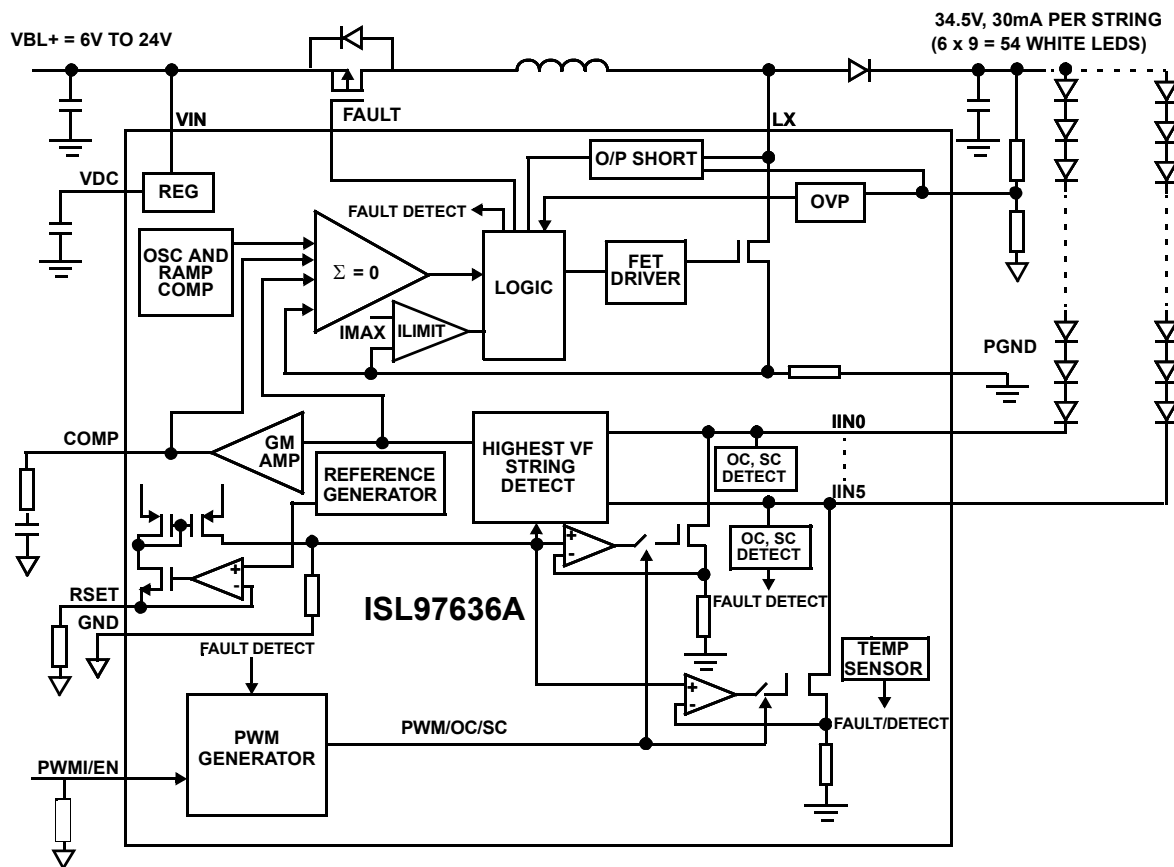 VBL+ = 6V TO 24V
34.5V, 30mA PER STRING
(6 x 9 = 54 WHITE LEDS)
FAULT
VIN
LX
O/P SHORT
VDC
REG
OVP
FAULT DETECT
OSC AND
RAMP
COMP
Σ = 0
LOGIC
FET
DRIVER
IMAX
ILIMIT
PGND
COMP
GM
AMP
HIGHEST VF
STRING
DETECT
IIN0
OC, SC
DETECT
REFERENCE
GENERATOR
IIN5
+
-
OC, SC
DETECT
FAULT DETECT
+
-
RSET
GND
ISL97636A
FAULT DETECT
TEMP
SENSOR
+
-
FAULT/DETECT
PWM/OC/SC
PWM
GENERATOR
PWMI/EN